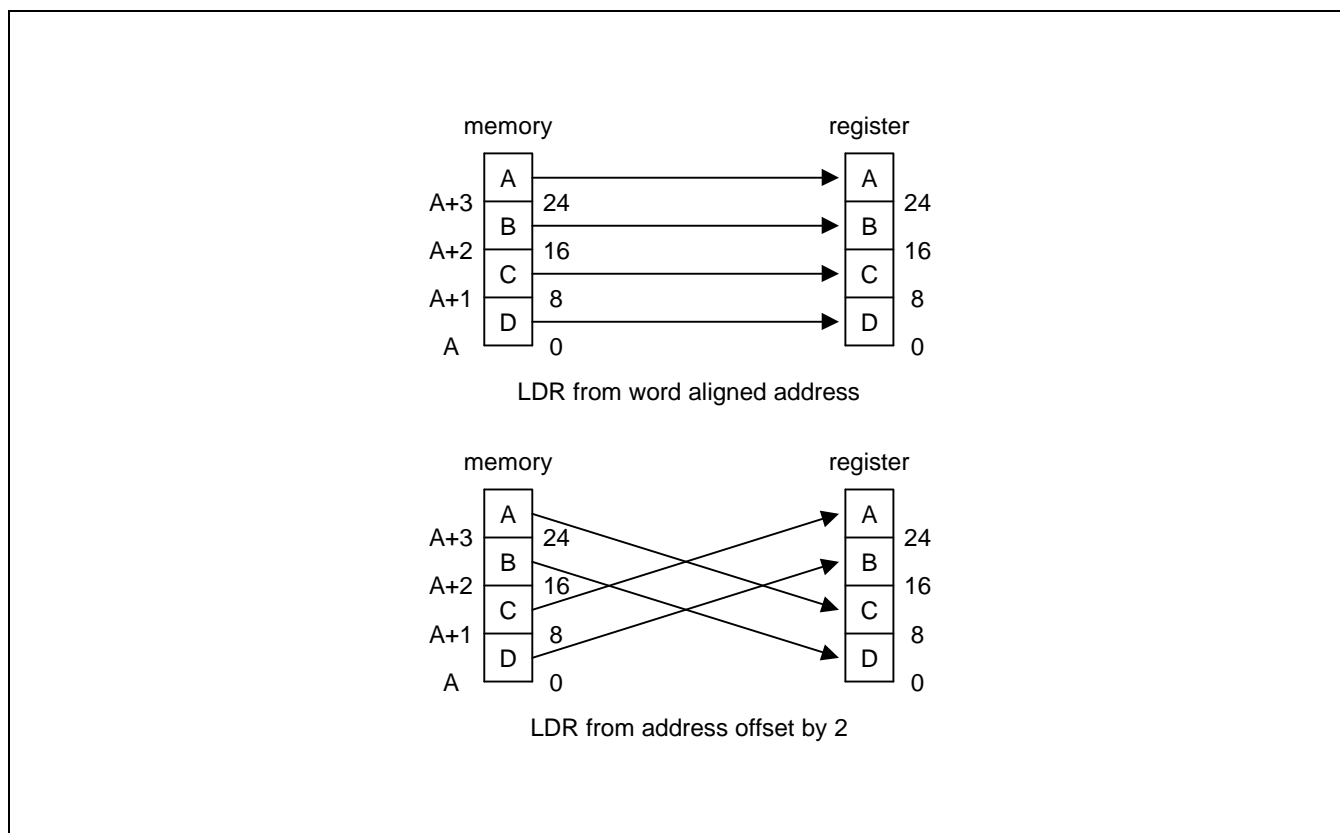 memory register
A A
A+3 24 24
B B
A+2 16 16
C C
A+1 8 8
D D
A 0 0
LDR from word aligned address
memory register
A A
A+3 24 24
B B
A+2 16 16
C C
A+1 8 8
D D
A 0 0
LDR from address offset by 2